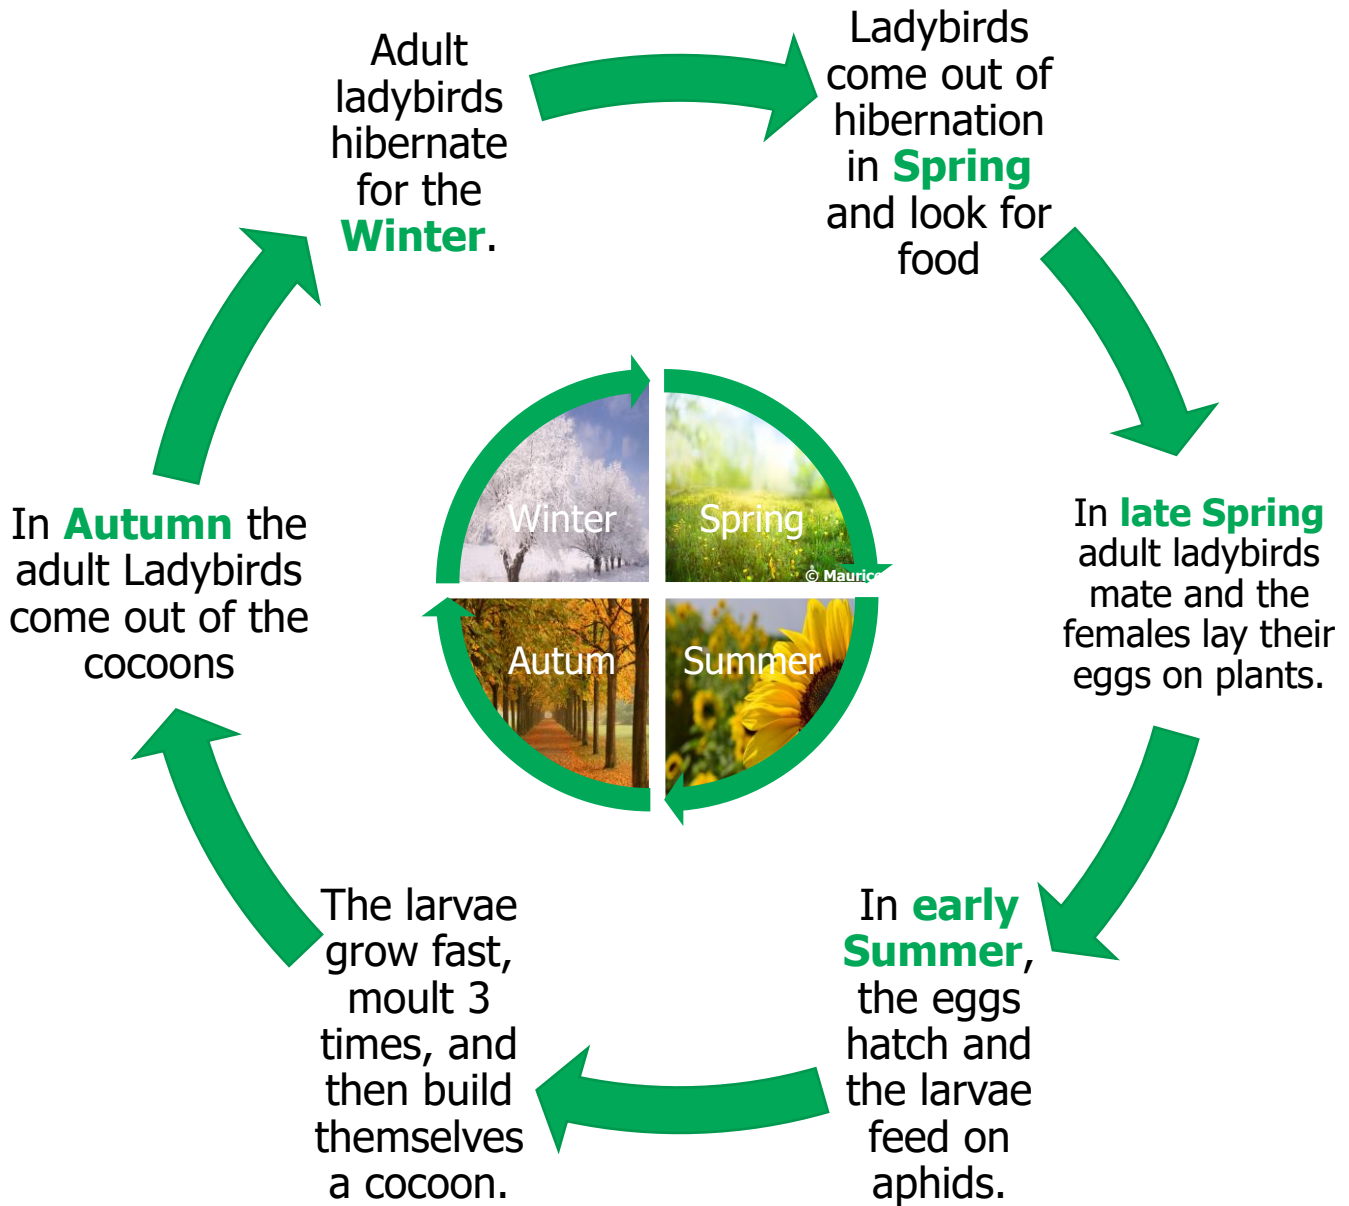 Adult
ladybirds
hibernate
for the
Winter.
Ladybirds
come out of
hibernation
in Spring
and look for
food
In late Spring
adult ladybirds
mate and the
females lay their
eggs on plants.
In early
Summer,
the eggs
hatch and
the larvae
feed on
aphids.
The larvae
grow fast,
moult 3
times, and
then build
themselves
a cocoon.
In Autumn the
adult Ladybirds
come out of the
cocoons
Winter
Spring
© Maurice
Autum
Summer